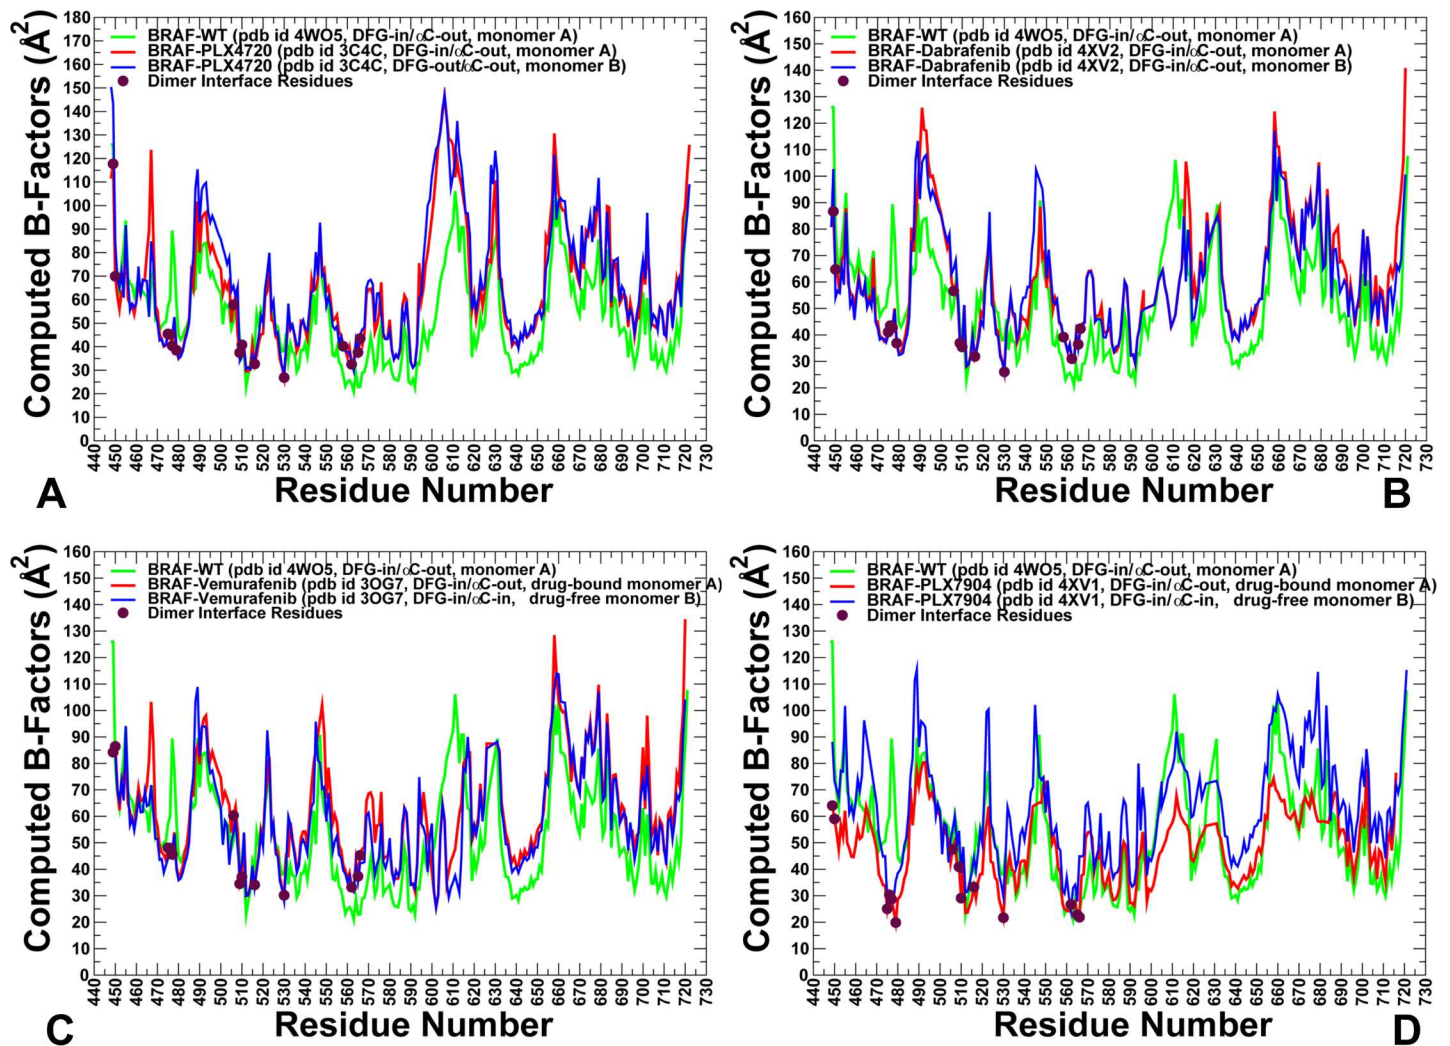 Computed B-Factors (Å2)
180
170
160
150
140
130
120
110
100
90
80
70
60
50
40
30
20
10
0
BRAF-WT (pdb id 4WO5, DFG-in/αC-out, monomer A)
BRAF-PLX4720 (pdb id 3C4C, DFG-in/αC-out, monomer A)
BRAF-PLX4720 (pdb id 3C4C, DFG-out/αC-out, monomer B)
Dimer Interface Residues
440 450 460 470 480 490 500 510 520 530 540 550 560 570 580 590 600 610 620 630 640 650 660 670 680 690 700 710 720 730
Residue Number
A
Computed B-Factors (Å2)
160
150
140
130
120
110
100
90
80
70
60
50
40
30
20
10
0
BRAF-WT (pdb id 4WO5, DFG-in/αC-out, monomer A)
BRAF-Dabrafenib (pdb id 4XV2, DFG-in/αC-out, monomer A)
BRAF-Dabrafenib (pdb id 4XV2, DFG-in/αC-out, monomer B)
Dimer Interface Residues
440 450 460 470 480 490 500 510 520 530 540 550 560 570 580 590 600 610 620 630 640 650 660 670 680 690 700 710 720 730
Residue Number
B
Computed B-Factors (Å2)
160
150
140
130
120
110
100
90
80
70
60
50
40
30
20
10
0
BRAF-WT (pdb id 4WO5, DFG-in/αC-out, monomer A)
BRAF-Vemurafenib (pdb id 3OG7, DFG-in/αC-out, drug-bound monomer A)
BRAF-Vemurafenib (pdb id 3OG7, DFG-in/αC-in, drug-free monomer B)
Dimer Interface Residues
440 450 460 470 480 490 500 510 520 530 540 550 560 570 580 590 600 610 620 630 640 650 660 670 680 690 700 710 720 730
Residue Number
C
Computed B-Factors (Å2)
160
150
140
130
120
110
100
90
80
70
60
50
40
30
20
10
0
BRAF-WT (pdb id 4WO5, DFG-in/αC-out, monomer A)
BRAF-PLX7904 (pdb id 4XV1, DFG-in/αC-out, drug-bound monomer A)
BRAF-PLX7904 (pdb id 4XV1, DFG-in/αC-in, drug-free monomer B)
Dimer Interface Residues
440 450 460 470 480 490 500 510 520 530 540 550 560 570 580 590 600 610 620 630 640 650 660 670 680 690 700 710 720 730
Residue Number
D